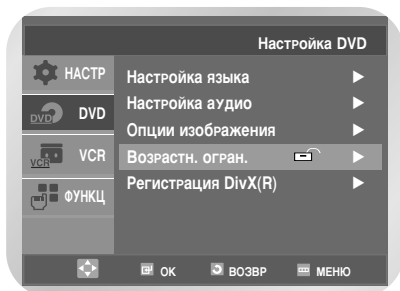 Настройка DVD
НАСТР
DVD
VCR
ФУНКЦ
Настройка языка ►
Настройка аудио ►
Опции изображения ►
Возрастн. огран. ►
Регистрация DivX(R) ►
DVD
VCR
ОК ВОЗВР МЕНЮ